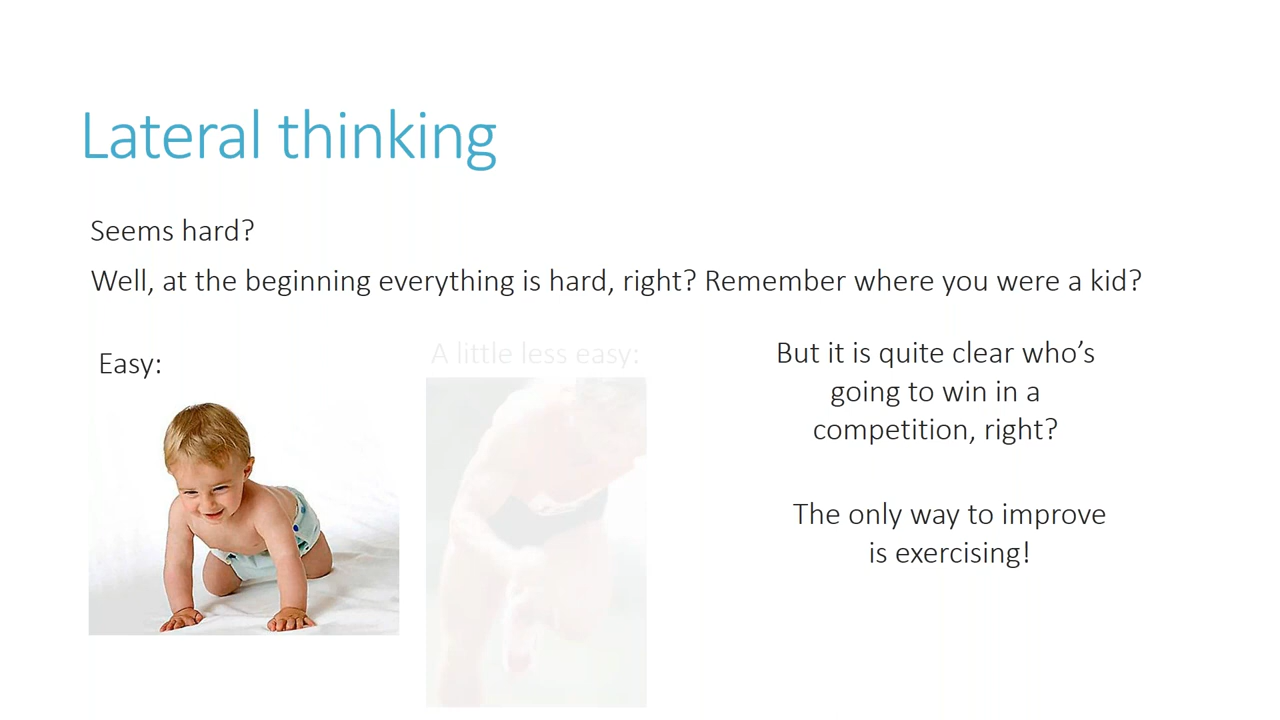 Lateral thinking
Seems hard?
Well, at the beginning everything is hard, right? Remember where you were a kid?
Easy:
A little less easy:
But it is quite clear who’s
going to win in a
competition, right?
The only way to improve
is exercising!